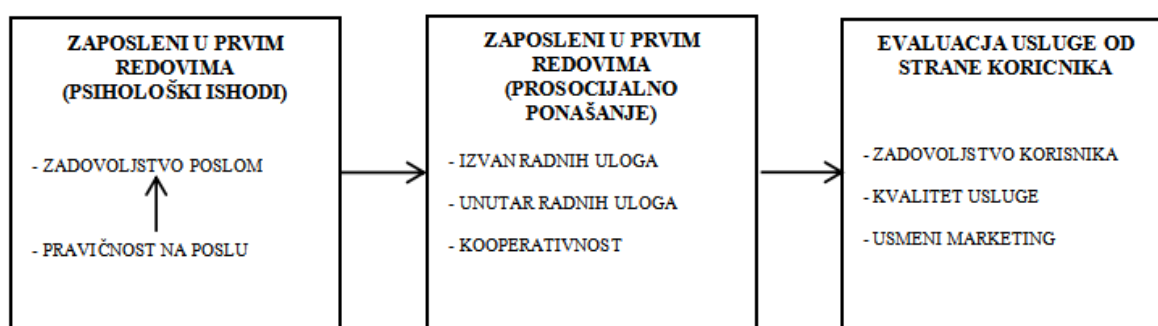 ZAPOSLENI U PRVIM
REDOVIMA
(PSIHOLOŠKI ISHODI)
- ZADOVOLJSTVO POSLOM
- PRAVIČNOST NA POSLU
ZAPOSLENI U PRVIM
REDOVIMA
(PROSOCIJALNO
PONAŠANJE)
- IZVAN RADNIH ULOGA
- UNUTAR RADNIH ULOGA
- KOOPERATIVNOST
EVALUACJA USLUGE OD
STRANE KORICNIKA
- ZADOVOLJSTVO KORISNIKA
- KVALITET USLUGE
- USMENI MARKETING